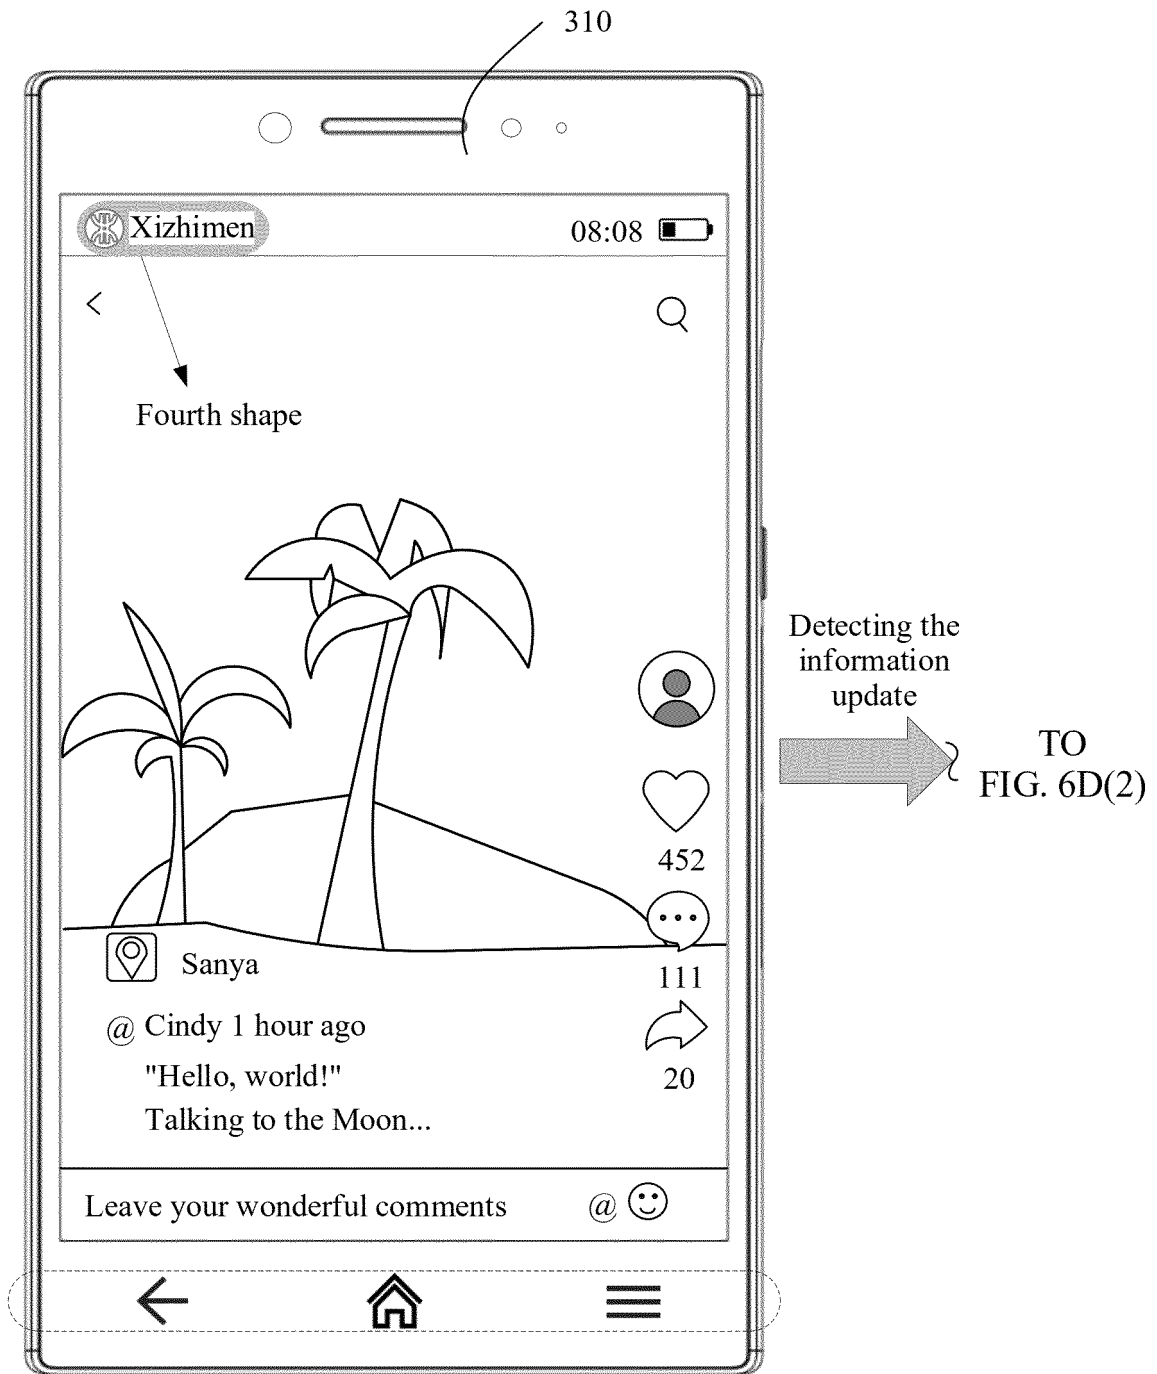 310
Xizhimen
08:08
Fourth shape
Detecting the
information
update
TO
FIG. 6D(2)
452
111
Sanya
@ Cindy 1 hour ago
20
"Hello, world!"
Talking to the Moon...
Leave your wonderful comments @